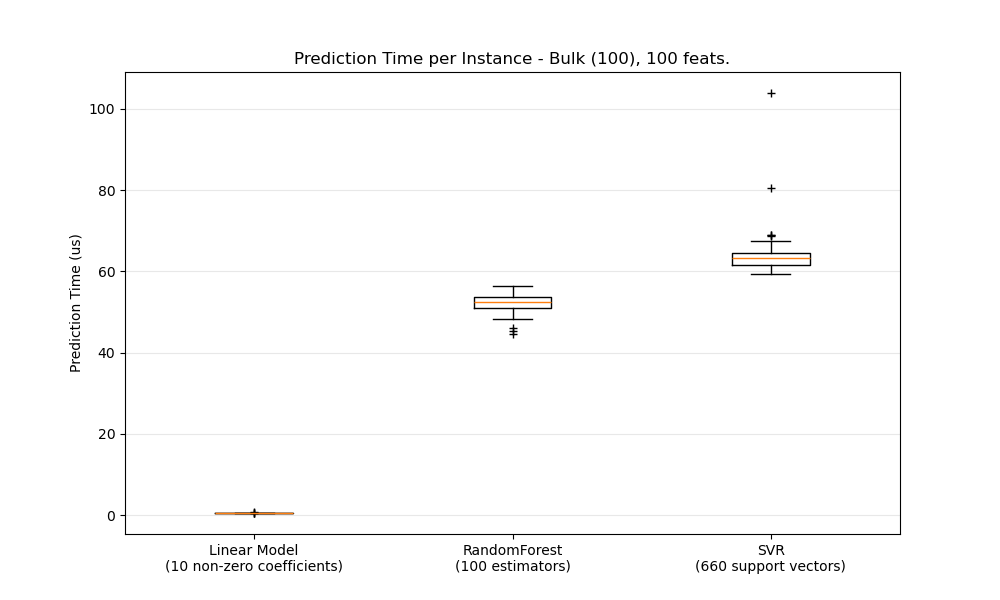 Prediction Time per Instance - Bulk (100), 100 feats.
Prediction Time (us)
100
80
60
40
20
0
Linear Model
(10 non-zero coefficients)
RandomForest
(100 estimators)
SVR
(660 support vectors)